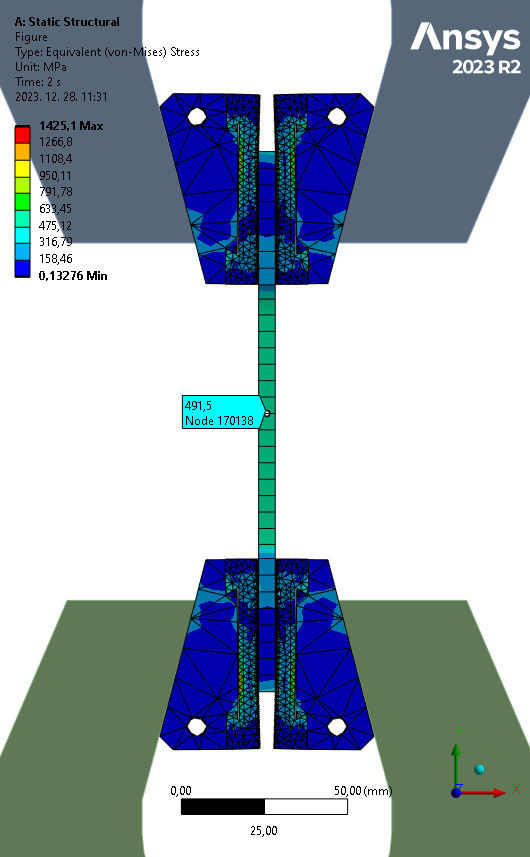 A: Static Structural
Figure
Type: Equivalent (von-Mises) Stress
Unit: MPa
Time: 2 s
2023. 12. 28. 11:31
Ansys
2023 R2
1425,1 Max
1266,8
1108,4
950,11
791,78
633,45
475,12
316,79
158,46
0,13276 Min
491,5
Node 170138
Y
Z
X
0,00
50,00 (mm)
25,00